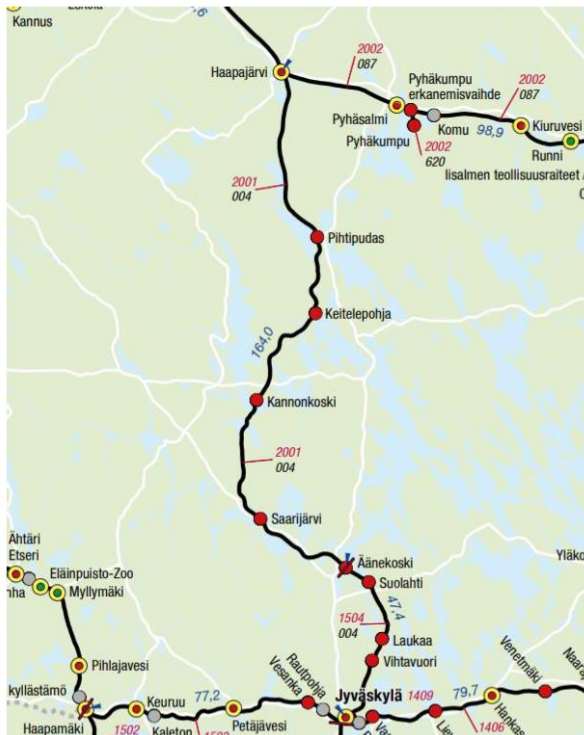 Kannus
2002
087
Haapajärvi
Pyhäkumpu
erkanemisvaihde
2002
087
Pyhäsalmi
Komu
98,9
Kiuruvesi
Pyhäkumpu
2002
620
Runni
Iisalmen teollisuusraiteet
2001
004
Pihtipudas
Keitelepohja
164,0
Kannonkoski
2001
004
Saarijärvi
Ähtäri
Etseri
Eläinpuisto-Zoo
Myllymäki
Äänekoski
Suolahti
47,4
1504
004
Laukaa
Vihtavuori
Pihlajavesi
kyllästämö
Keuruu
77,2
Rautpohja
Vesanka
Jyväskylä
1409
79,7
Venetmäki
Haapamäki
1502
Kaleton
Petäjävesi
1406
Hankas